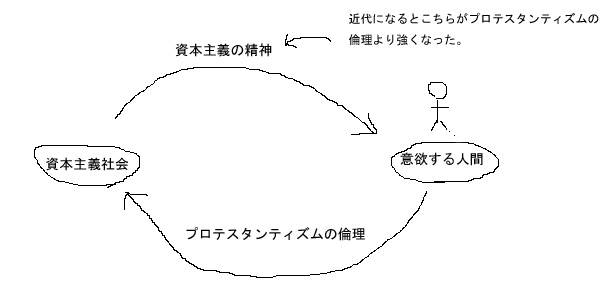 近代になるとこちらがプロテスタンティズムの
倫理より強くなった。
資本主義の精神
資本主義社会
意欲する人間
プロテスタンティズムの倫理